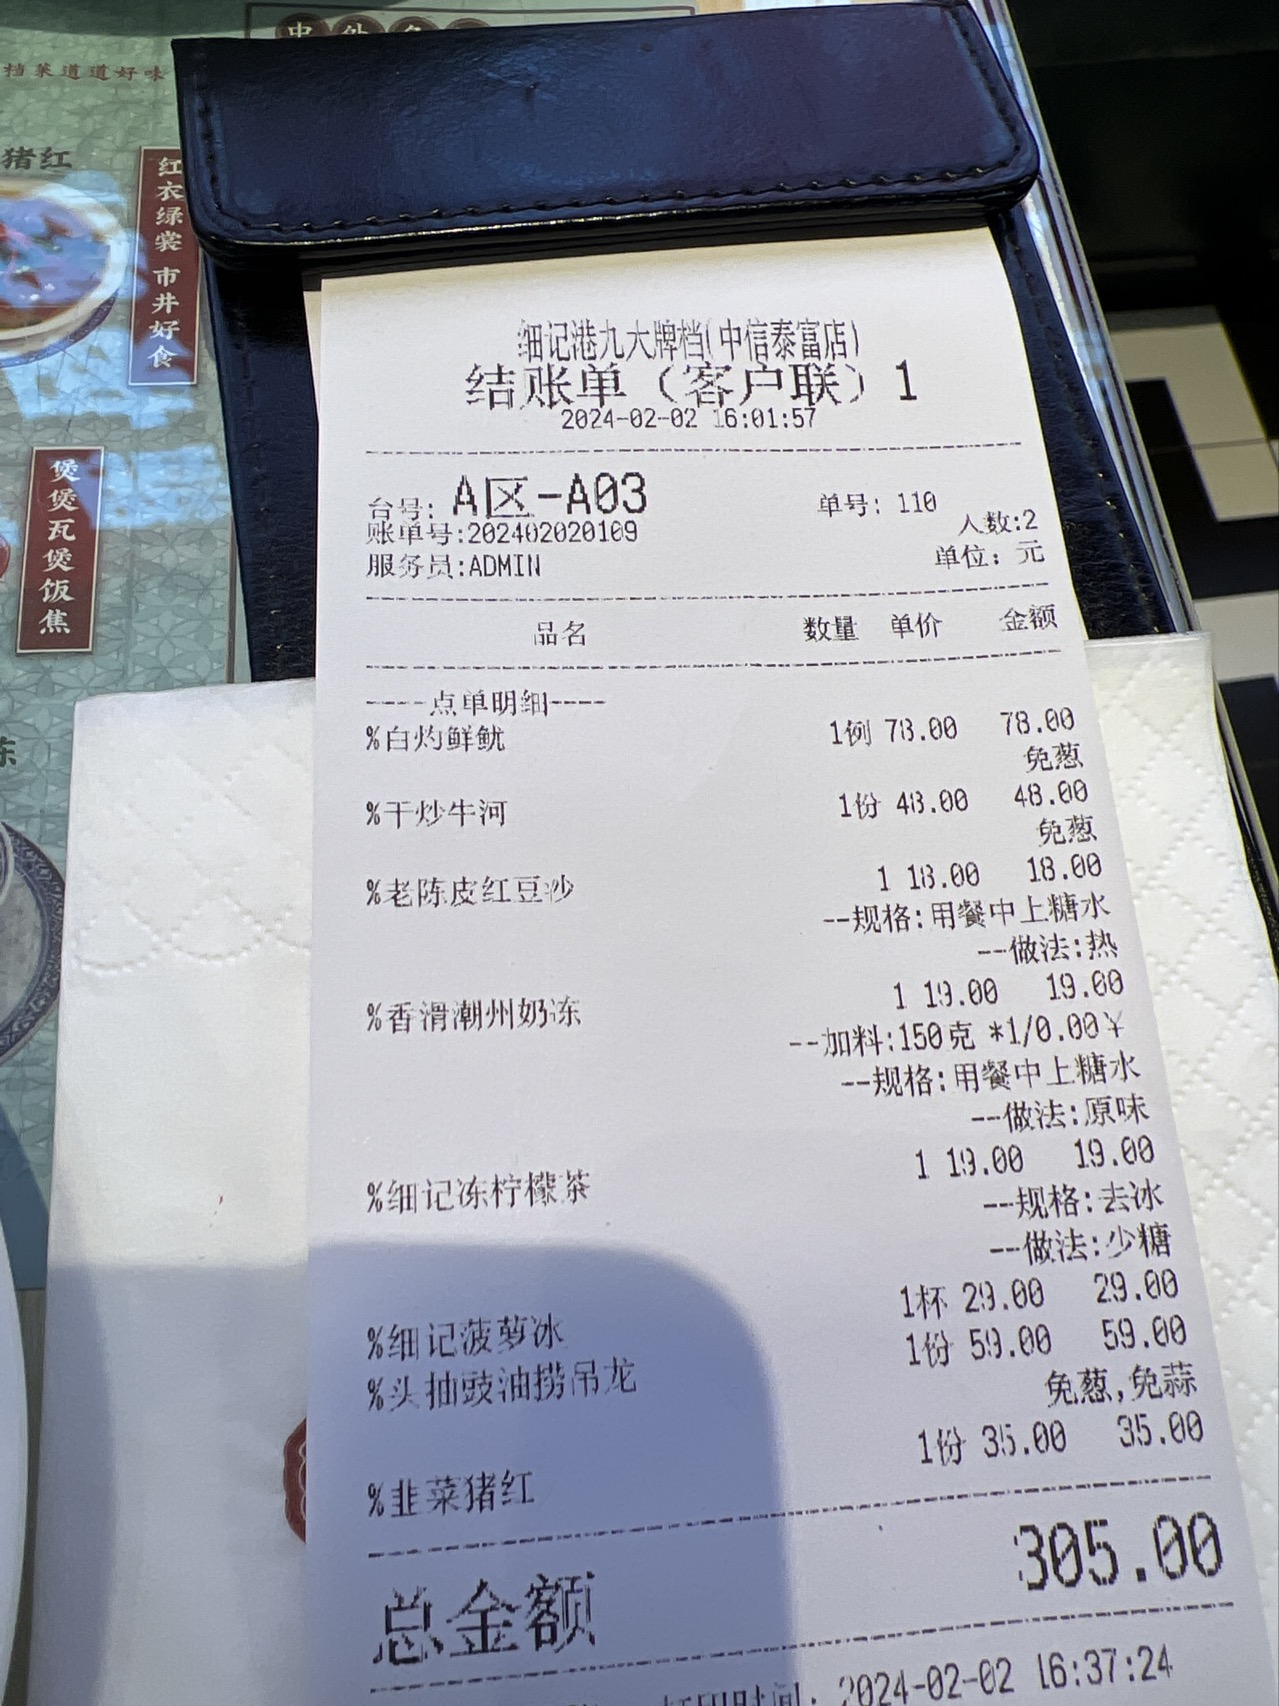 档菜道道好味
猪红
红衣绿裳 市井好食
煲煲瓦煲饭焦
冻
细记港九大牌档(中信泰富店)
结账单（客户联）1
2024-02-02 16:01:57
台号: A区-A03 单号: 110
账单号:202402020109 人数:2
服务员:ADMIN 单位: 元
品名 数量 单价 金额
----点单明细----
%白灼鲜鱿 1例 78.00 78.00
免葱
%干炒牛河 1份 48.00 48.00
免葱
%老陈皮红豆沙 1 18.00 18.00
--规格:用餐中上糖水
--做法:热
%香滑潮州奶冻 1 19.00 19.00
--加料:150克 *1/0.00¥
--规格:用餐中上糖水
--做法:原味
%细记冻柠檬茶 1 19.00 19.00
--规格:去冰
--做法:少糖
%细记菠萝冰 1杯 29.00 29.00
%头抽豉油捞吊龙 1份 59.00 59.00
免葱,免蒜
%韭菜猪红 1份 35.00 35.00
总金额 305.00
打印时间: 2024-02-02 16:37:24